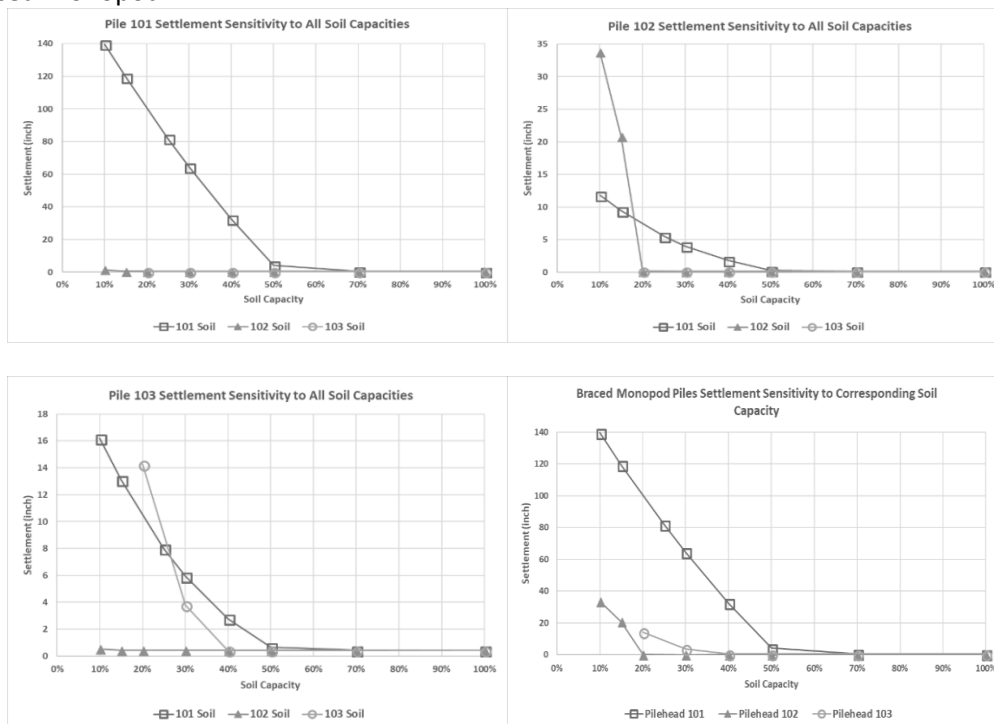 Pile 101 Settlement Sensitivity to All Soil Capacities
140
120
100
80
60
40
20
0
Settlement (inch)
0% 10% 20% 30% 40% 50% 60% 70% 80% 90% 100%
Soil Capacity
101 Soil 102 Soil 103 Soil
Pile 102 Settlement Sensitivity to All Soil Capacities
35
30
25
20
15
10
5
0
Settlement (inch)
0% 10% 20% 30% 40% 50% 60% 70% 80% 90% 100%
Soil Capacity
101 Soil 102 Soil 103 Soil
Pile 103 Settlement Sensitivity to All Soil Capacities
18
16
14
12
10
8
6
4
2
0
Settlement (inch)
0% 10% 20% 30% 40% 50% 60% 70% 80% 90% 100%
Soil Capacity
101 Soil 102 Soil 103 Soil
Braced Monopod Piles Settlement Sensitivity to Corresponding Soil
Capacity
140
120
100
80
60
40
20
0
Settlement (inch)
0% 10% 20% 30% 40% 50% 60% 70% 80% 90% 100%
Soil Capacity
Pilehead 101 Pilehead 102 Pilehead 103